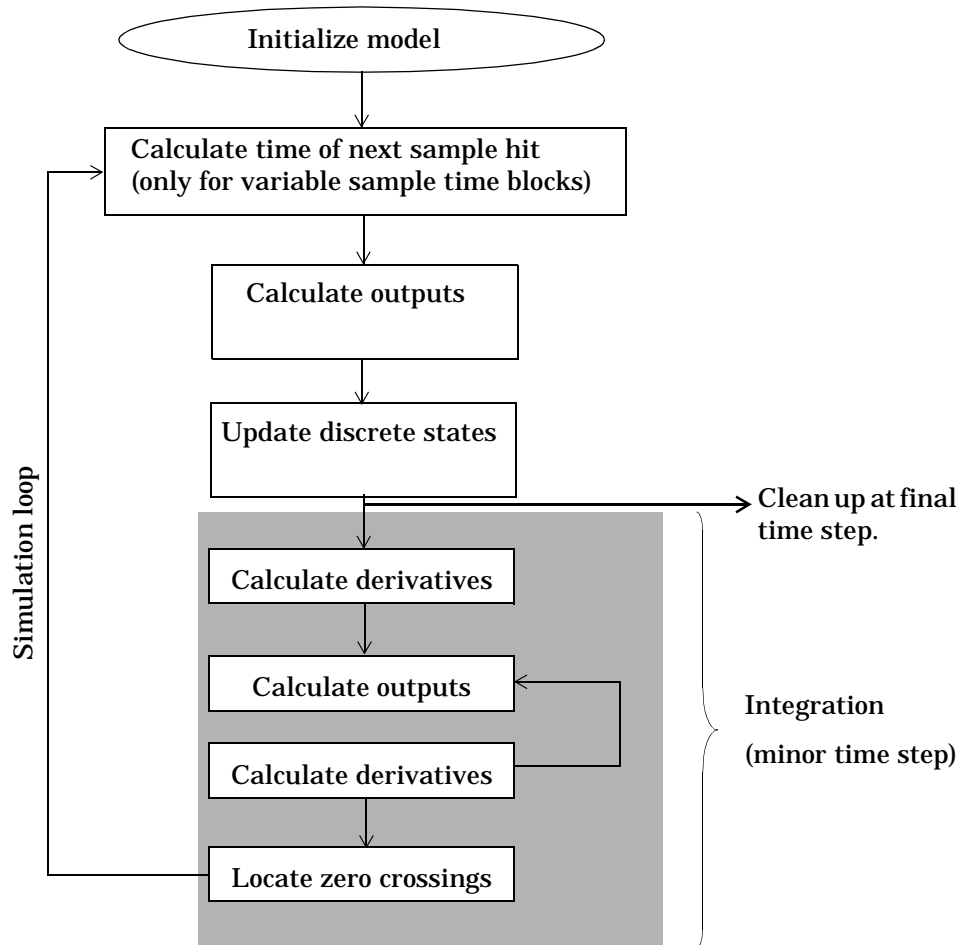 Initialize model
Calculate time of next sample hit
(only for variable sample time blocks)
Calculate outputs
Update discrete states
Clean up at final
time step.
Simulation loop
Calculate derivatives
Calculate outputs
Integration
(minor time step)
Calculate derivatives
Locate zero crossings